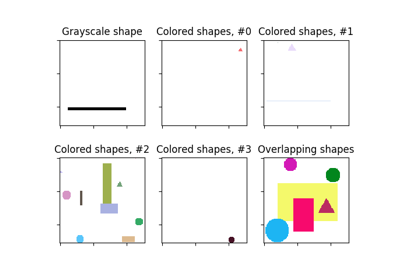 Grayscale shape
Colored shapes, #0
Colored shapes, #1
Colored shapes, #2
Colored shapes, #3
Overlapping shapes